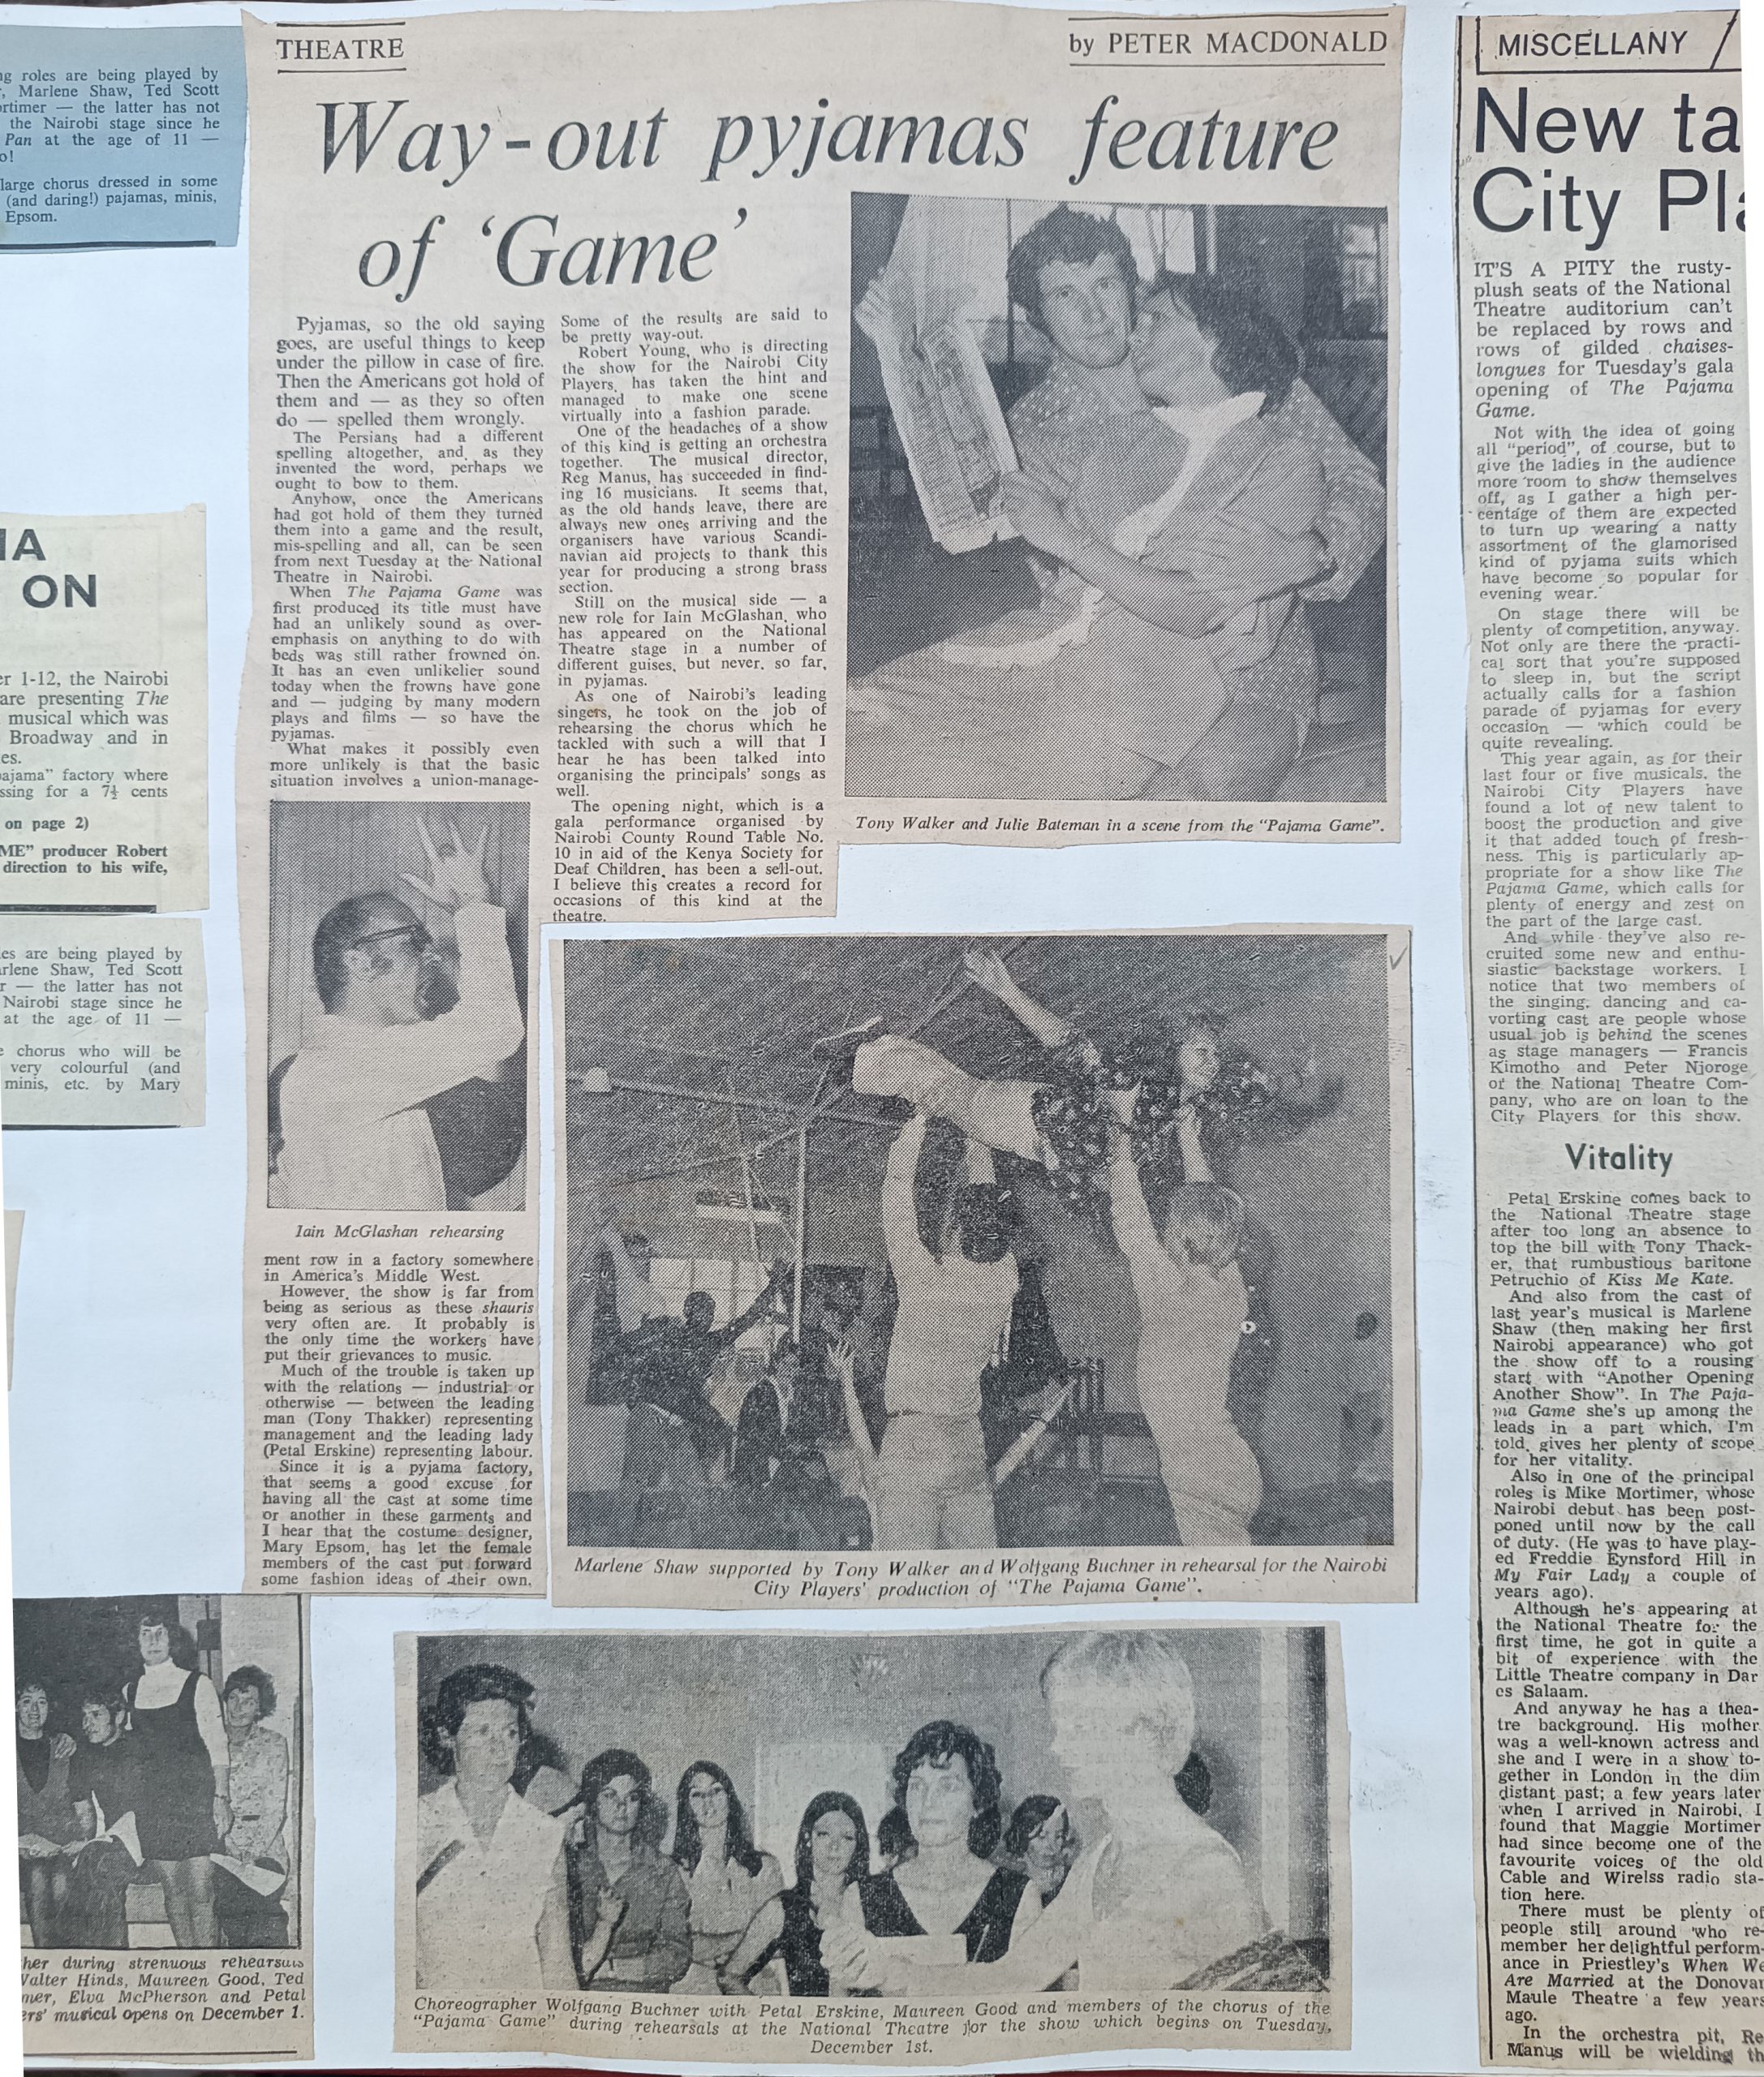 ng roles are being played by
, Marlene Shaw, Ted Scott
ortimer — the latter has not
the Nairobi stage since he
Pan at the age of 11 —
o!
large chorus dressed in some
(and daring!) pajamas, minis,
Epsom.
IA
ON
er 1-12, the Nairobi
are presenting The
musical which was
Broadway and in
es.
ajama" factory where
ssing for a 7½ cents
on page 2)
ME" producer Robert
direction to his wife,
es are being played by
arlene Shaw, Ted Scott
r — the latter has not
Nairobi stage since he
at the age of 11 —
e chorus who will be
very colourful (and
minis, etc. by Mary
her during strenuous rehearsals
Walter Hinds, Maureen Good, Ted
mer, Elva McPherson and Petal
ers' musical opens on December 1.
THEATRE
by PETER MACDONALD
Way-out pyjamas feature
of 'Game'
Pyjamas, so the old saying
goes, are useful things to keep
under the pillow in case of fire.
Then the Americans got hold of
them and — as they so often
do — spelled them wrongly.
The Persians had a different
spelling altogether, and, as they
invented the word, perhaps we
ought to bow to them.
Anyhow, once the Americans
had got hold of them they turned
them into a game and the result,
mis-spelling and all, can be seen
from next Tuesday at the National
Theatre in Nairobi.
When The Pajama Game was
first produced its title must have
had an unlikely sound as over-
emphasis on anything to do with
beds was still rather frowned on.
It has an even unlikelier sound
today when the frowns have gone
and — judging by many modern
plays and films — so have the
pyjamas.
What makes it possibly even
more unlikely is that the basic
situation involves a union-manage-
Iain McGlashan rehearsing
ment row in a factory somewhere
in America's Middle West.
However, the show is far from
being as serious as these shauris
very often are. It probably is
the only time the workers have
put their grievances to music.
Much of the trouble is taken up
with the relations — industrial or
otherwise — between the leading
man (Tony Thakker) representing
management and the leading lady
(Petal Erskine) representing labour.
Since it is a pyjama factory,
that seems a good excuse for
having all the cast at some time
or another in these garments and
I hear that the costume designer,
Mary Epsom, has let the female
members of the cast put forward
some fashion ideas of their own.
Some of the results are said to
be pretty way-out.
Robert Young, who is directing
the show for the Nairobi City
Players, has taken the hint and
managed to make one scene
virtually into a fashion parade.
One of the headaches of a show
of this kind is getting an orchestra
together. The musical director,
Reg Manus, has succeeded in find-
ing 16 musicians. It seems that,
as the old hands leave, there are
always new ones arriving and the
organisers have various Scandi-
navian aid projects to thank this
year for producing a strong brass
section.
Still on the musical side — a
new role for Iain McGlashan, who
has appeared on the National
Theatre stage in a number of
different guises, but never, so far,
in pyjamas.
As one of Nairobi's leading
singers, he took on the job of
rehearsing the chorus which he
tackled with such a will that I
hear he has been talked into
organising the principals' songs as
well.
The opening night, which is a
gala performance organised by
Nairobi County Round Table No.
10 in aid of the Kenya Society for
Deaf Children, has been a sell-out.
I believe this creates a record for
occasions of this kind at the
theatre.
Tony Walker and Julie Bateman in a scene from the "Pajama Game".
Marlene Shaw supported by Tony Walker and Wolfgang Buchner in rehearsal for the Nairobi
City Players' production of "The Pajama Game".
Choreographer Wolfgang Buchner with Petal Erskine, Maureen Good and members of the chorus of the
"Pajama Game" during rehearsals at the National Theatre for the show which begins on Tuesday,
December 1st.
MISCELLANY
New ta
City Pla
IT'S A PITY the rusty-
plush seats of the National
Theatre auditorium can't
be replaced by rows and
rows of gilded chaises-
longues for Tuesday's gala
opening of The Pajama
Game.
Not with the idea of going
all "period", of course, but to
give the ladies in the audience
more room to show themselves
off, as I gather a high per-
centage of them are expected
to turn up wearing a natty
assortment of the glamorised
kind of pyjama suits which
have become so popular for
evening wear.
On stage there will be
plenty of competition, anyway.
Not only are there the practi-
cal sort that you're supposed
to sleep in, but the script
actually calls for a fashion
parade of pyjamas for every
occasion — which could be
quite revealing.
This year again, as for their
last four or five musicals, the
Nairobi City Players have
found a lot of new talent to
boost the production and give
it that added touch of fresh-
ness. This is particularly ap-
propriate for a show like The
Pajama Game, which calls for
plenty of energy and zest on
the part of the large cast.
And while they've also re-
cruited some new and enthu-
siastic backstage workers, I
notice that two members of
the singing, dancing and ca-
vorting cast are people whose
usual job is behind the scenes
as stage managers — Francis
Kimotho and Peter Njoroge
of the National Theatre Com-
pany, who are on loan to the
City Players for this show.
Vitality
Petal Erskine comes back to
the National Theatre stage
after too long an absence to
top the bill with Tony Thack-
er, that rumbustious baritone
Petruchio of Kiss Me Kate.
And also from the cast of
last year's musical is Marlene
Shaw (then making her first
Nairobi appearance) who got
the show off to a rousing
start with "Another Opening
Another Show". In The Paja-
ma Game she's up among the
leads in a part which, I'm
told, gives her plenty of scope
for her vitality.
Also in one of the principal
roles is Mike Mortimer, whose
Nairobi debut has been post-
poned until now by the call
of duty. (He was to have play-
ed Freddie Eynsford Hill in
My Fair Lady a couple of
years ago).
Although he's appearing at
the National Theatre for the
first time, he got in quite a
bit of experience with the
Little Theatre company in Dar
es Salaam.
And anyway he has a thea-
tre background. His mother
was a well-known actress and
she and I were in a show to-
gether in London in the dim
distant past; a few years later
when I arrived in Nairobi, I
found that Maggie Mortimer
had since become one of the
favourite voices of the old
Cable and Wirelss radio sta-
tion here.
There must be plenty of
people still around who re-
member her delightful perform-
ance in Priestley's When We
Are Married at the Donovan
Maule Theatre a few years
ago.
In the orchestra pit, Re
Manus will be wielding th